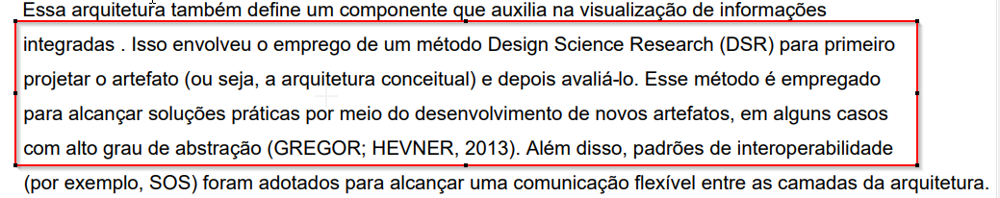 Essa arquitetura também define um componente que auxilia na visualização de informações
integradas . Isso envolveu o emprego de um método Design Science Research (DSR) para primeiro
projetar o artefato (ou seja, a arquitetura conceitual) e depois avaliá-lo. Esse método é empregado
para alcançar soluções práticas por meio do desenvolvimento de novos artefatos, em alguns casos
com alto grau de abstração (GREGOR; HEVNER, 2013). Além disso, padrões de interoperabilidade
(por exemplo, SOS) foram adotados para alcançar uma comunicação flexível entre as camadas da arquitetura.